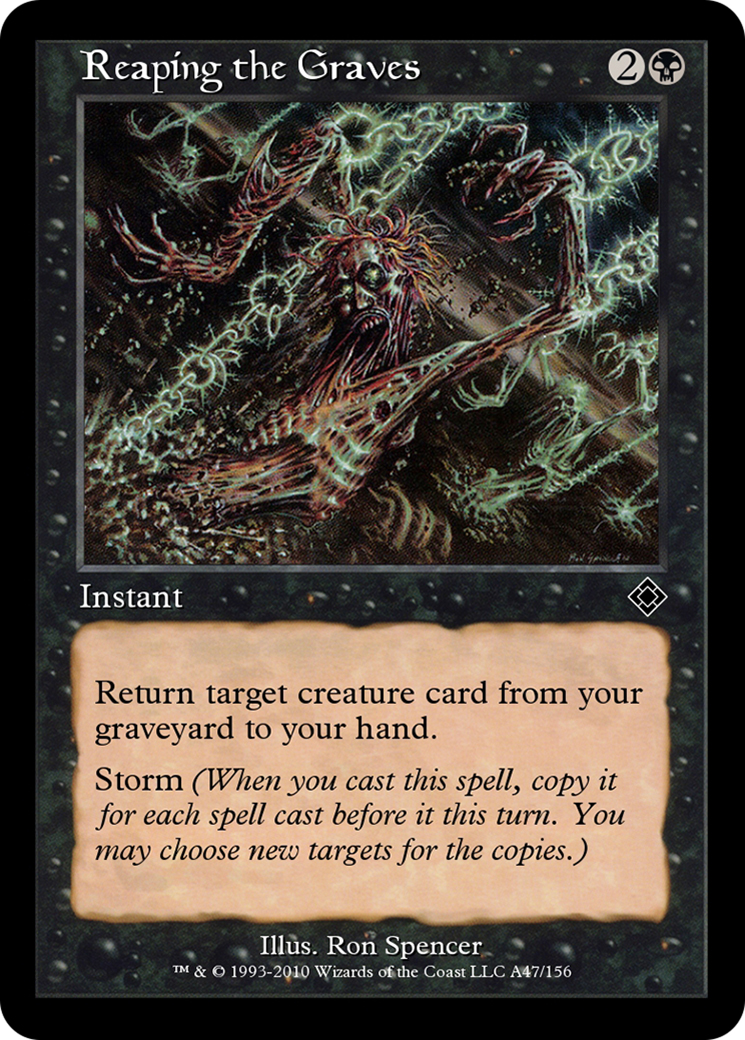 Reaping the Graves 2
Instant
Return target creature card from your
graveyard to your hand.
Storm (When you cast this spell, copy it
for each spell cast before it this turn. You
may choose new targets for the copies.)
Illus. Ron Spencer
™ & © 1993-2010 Wizards of the Coast LLC A47/156